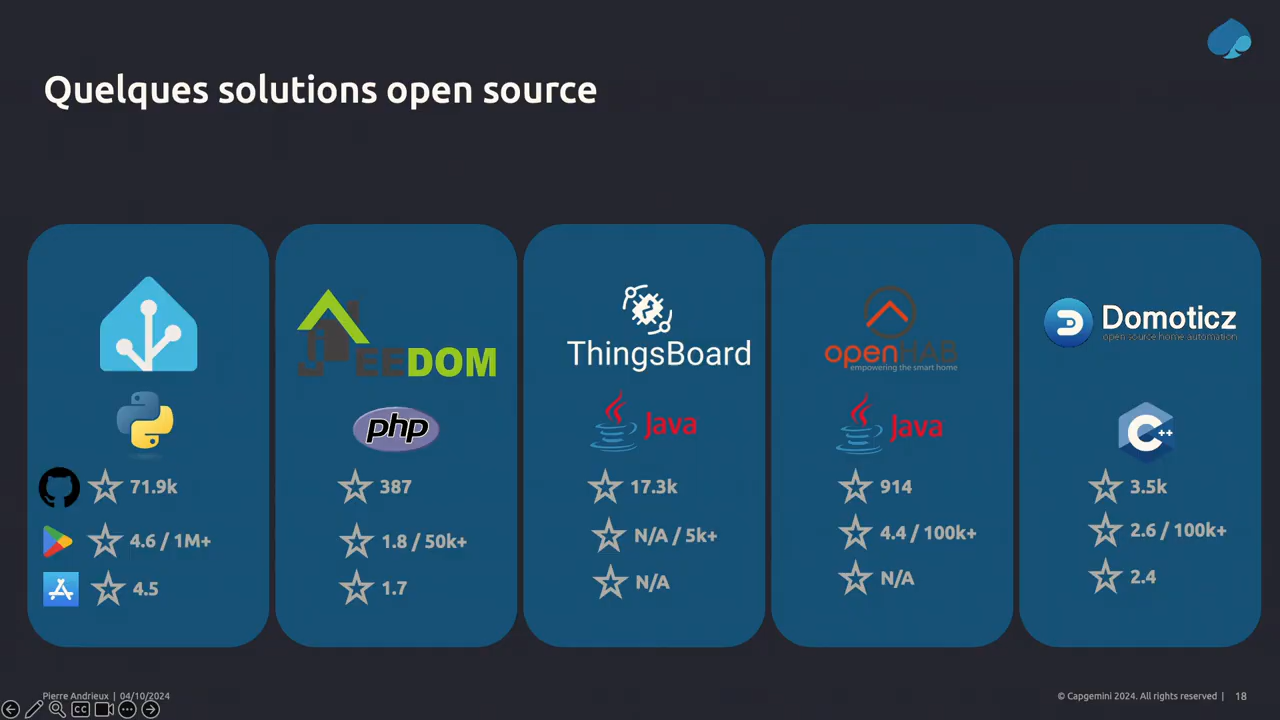 Quelques solutions open source
JEEDOM
ThingsBoard
openHAB
empowering the smart home
Domoticz
open source home automation
php
Java
Java
C++
71.9k
387
17.3k
914
3.5k
4.6 / 1M+
1.8 / 50k+
N/A / 5k+
4.4 / 100k+
2.6 / 100k+
4.5
1.7
N/A
N/A
2.4
Pierre Andrieux | 04/10/2024
© Capgemini 2024. All rights reserved | 18
CC